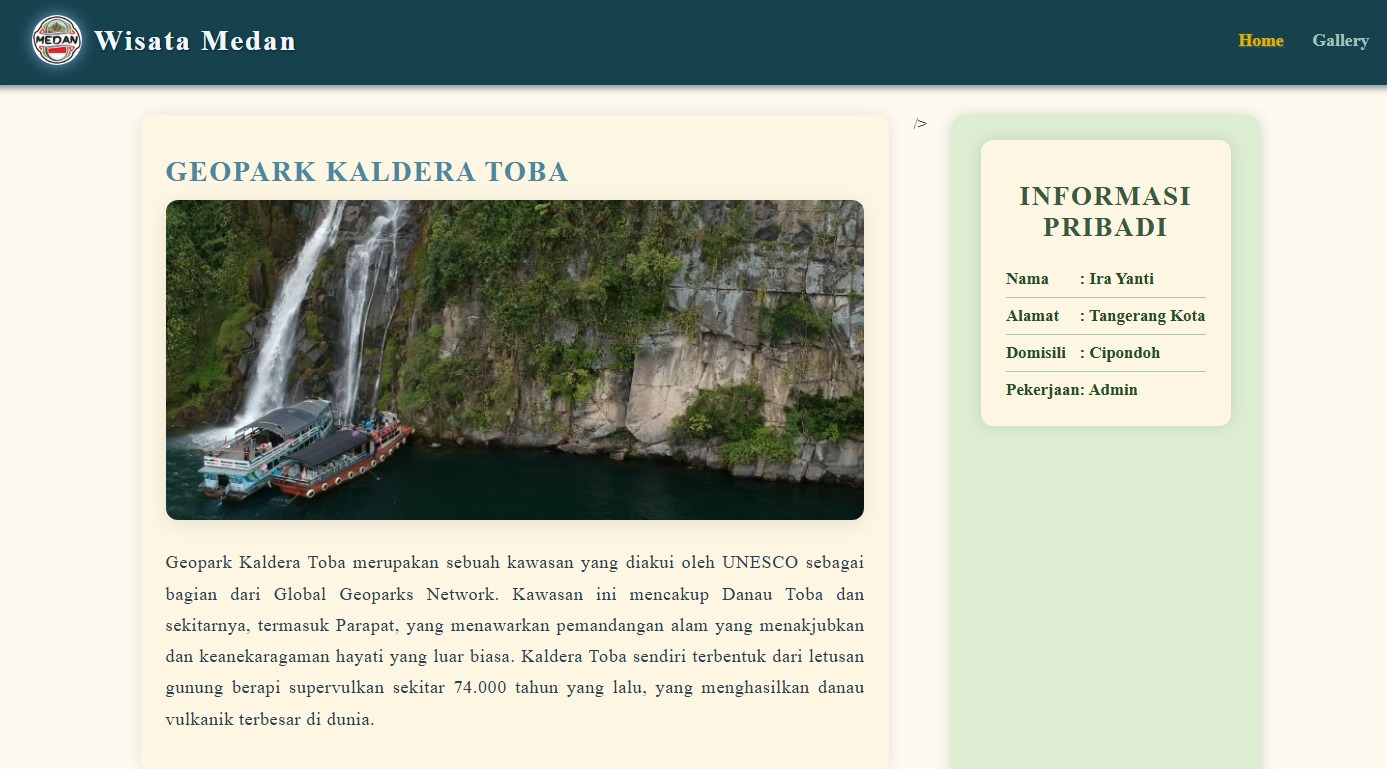 MEDAN
Wisata Medan
Home
Gallery
GEOPARK KALDERA TOBA
Geopark Kaldera Toba merupakan sebuah kawasan yang diakui oleh UNESCO sebagai
bagian dari Global Geoparks Network. Kawasan ini mencakup Danau Toba dan
sekitarnya, termasuk Parapat, yang menawarkan pemandangan alam yang menakjubkan
dan keanekaragaman hayati yang luar biasa. Kaldera Toba sendiri terbentuk dari letusan
gunung berapi supervulkan sekitar 74.000 tahun yang lalu, yang menghasilkan danau
vulkanik terbesar di dunia.
/>
INFORMASI
PRIBADI
Nama : Ira Yanti
Alamat : Tangerang Kota
Domisili : Cipondoh
Pekerjaan: Admin